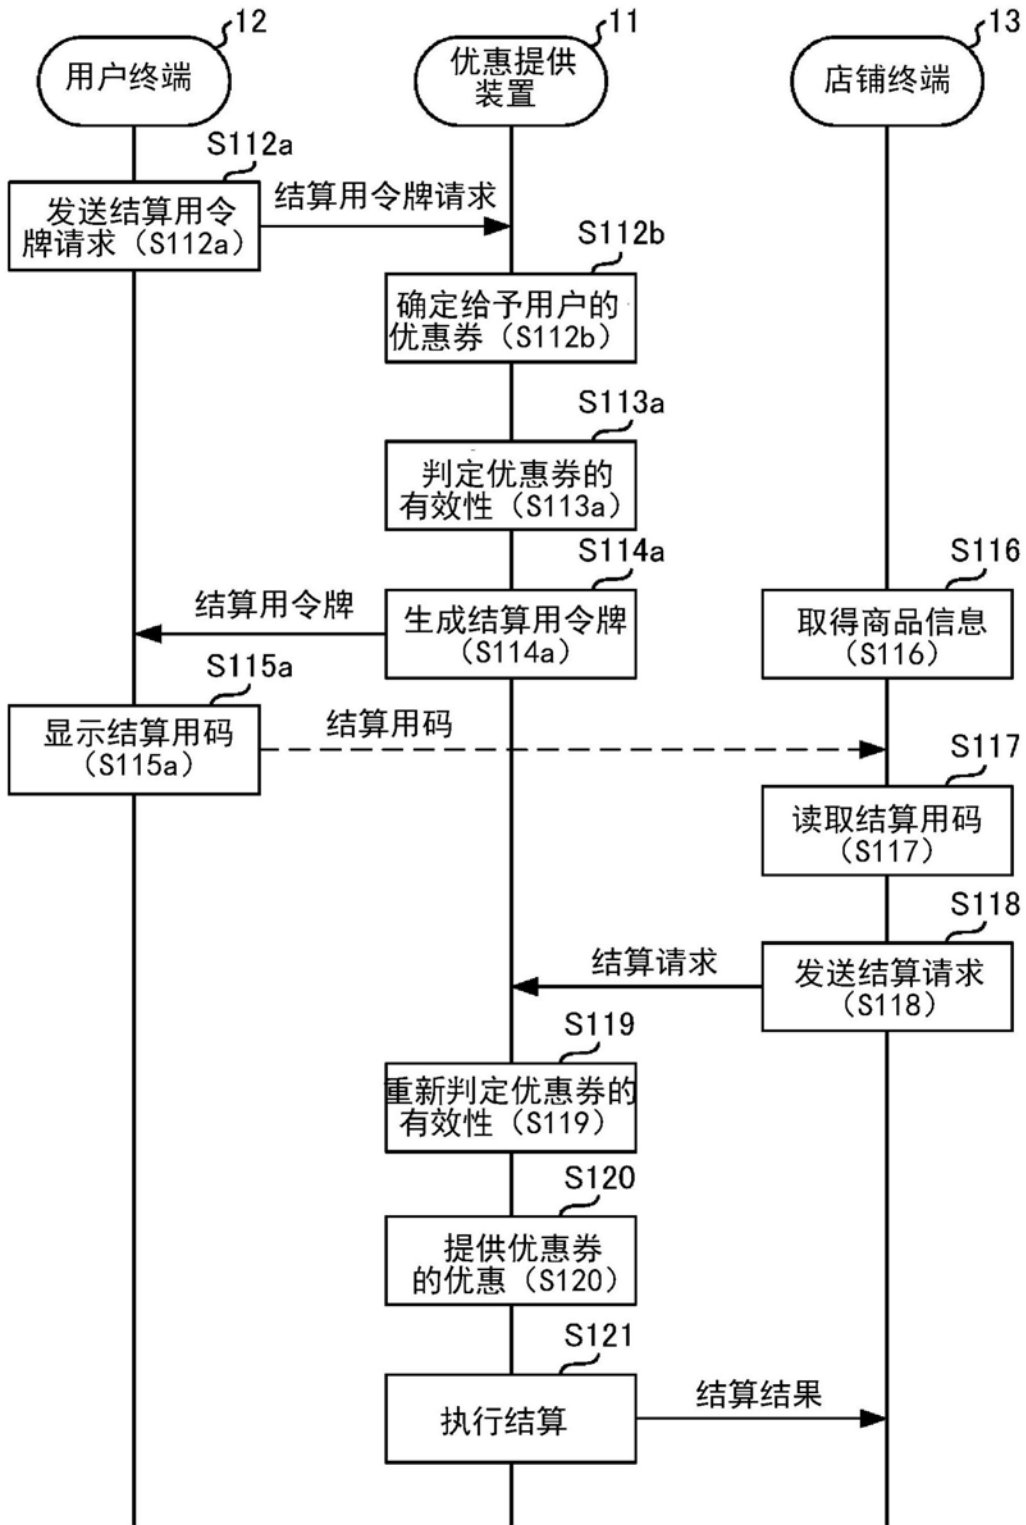 12
11
13
用户终端
优惠提供
装置
店铺终端
S112a
发送结算用令
牌请求（S112a）
结算用令牌请求
S112b
确定给予用户的
优惠券（S112b）
S113a
判定优惠券的
有效性（S113a）
S114a
生成结算用令牌
（S114a）
结算用令牌
S116
取得商品信息
（S116）
S115a
显示结算用码
（S115a）
结算用码
S117
读取结算用码
（S117）
S118
发送结算请求
（S118）
结算请求
S119
重新判定优惠券的
有效性（S119）
S120
提供优惠券
的优惠（S120）
S121
执行结算
结算结果